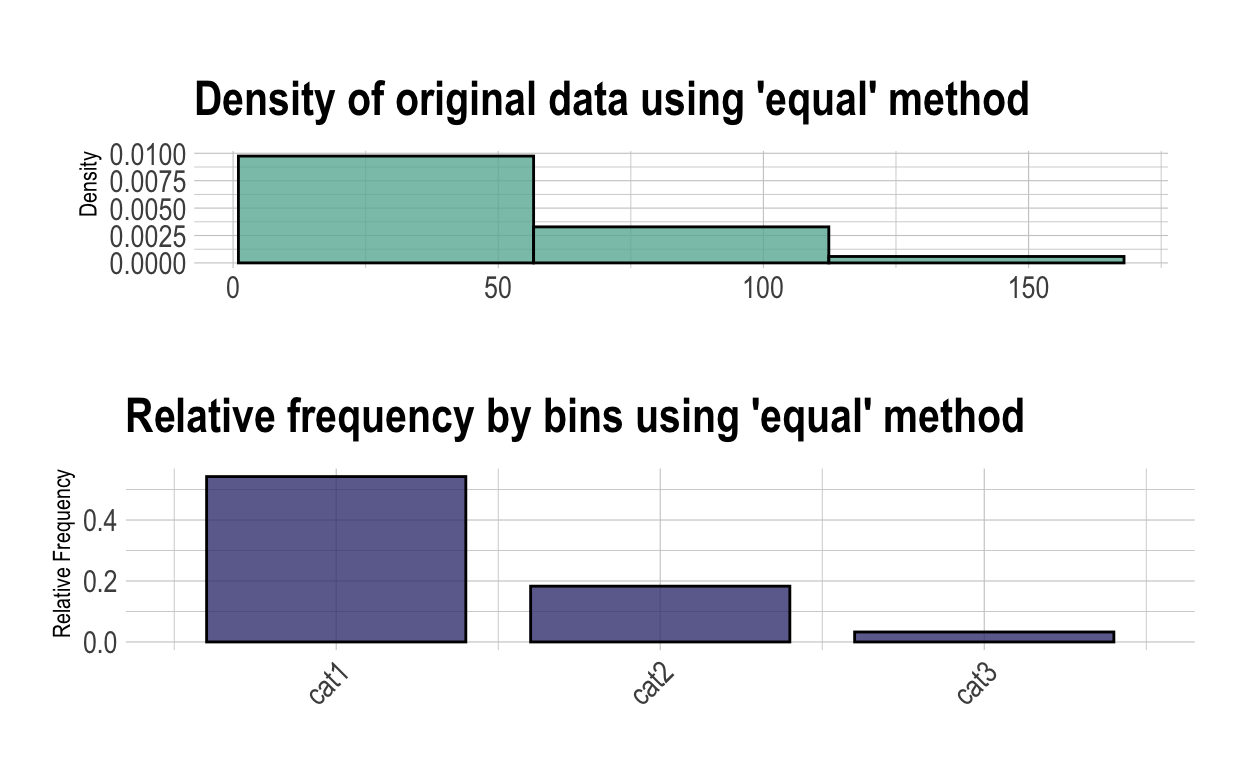 Density of original data using 'equal' method
Density
0.0100
0.0075
0.0050
0.0025
0.0000
0 50 100 150
Relative frequency by bins using 'equal' method
Relative Frequency
0.4
0.2
0.0
cat1 cat2 cat3